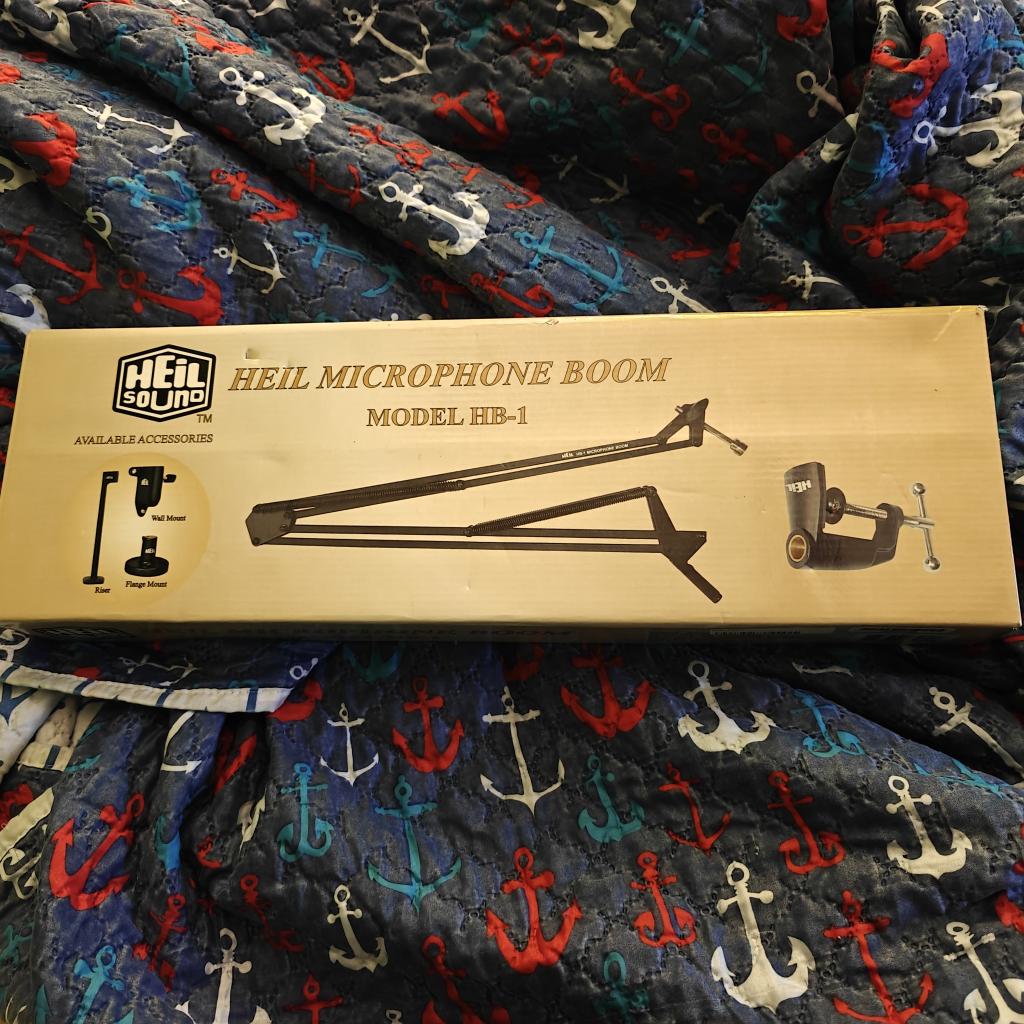 HEiL
SOUND
TM
HEIL MICROPHONE BOOM
MODEL HB-1
AVAILABLE ACCESSORIES
Wall Mount
Riser
Flange Mount
HEiL HB-1 MICROPHONE BOOM
HEiL